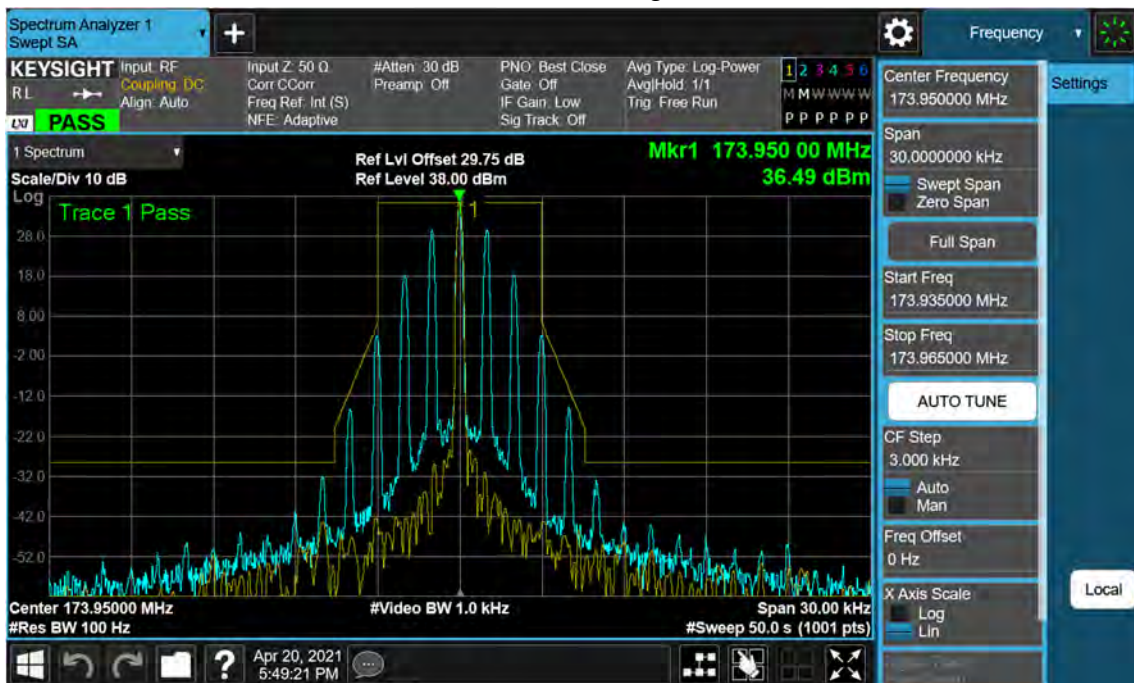 Spectrum Analyzer 1
Swept SA
+
Frequency
KEYSIGHT
RL
LXI
PASS
Input: RF
Coupling: DC
Align: Auto
Input Z: 50 Ω
Corr CCorr
Freq Ref: Int (S)
NFE: Adaptive
#Atten: 30 dB
Preamp: Off
PNO: Best Close
Gate: Off
IF Gain: Low
Sig Track: Off
Avg Type: Log-Power
Avg|Hold: 1/1
Trig: Free Run
1 2 3 4 5 6
M M W W W W
P P P P P P
1 Spectrum
Scale/Div 10 dB
Ref Lvl Offset 29.75 dB
Ref Level 38.00 dBm
Mkr1 173.950 00 MHz
36.49 dBm
Log
Trace 1 Pass
1
28.0
18.0
8.00
-2.00
-12.0
-22.0
-32.0
-42.0
-52.0
Center 173.95000 MHz
#Res BW 100 Hz
#Video BW 1.0 kHz
Span 30.00 kHz
#Sweep 50.0 s (1001 pts)
Center Frequency
173.950000 MHz
Settings
Span
30.0000000 kHz
Swept Span
Zero Span
Full Span
Start Freq
173.935000 MHz
Stop Freq
173.965000 MHz
AUTO TUNE
CF Step
3.000 kHz
Auto
Man
Freq Offset
0 Hz
X Axis Scale
Log
Lin
Local
?
Apr 20, 2021
5:49:21 PM